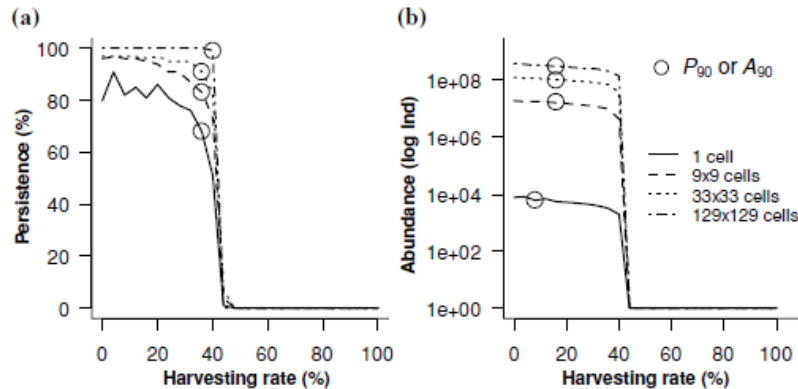 (a)
100
80
60
40
20
0
Persistence (%)
0 20 40 60 80 100
Harvesting rate (%)
(b)
1e+08
1e+06
1e+04
1e+02
1e+00
Abundance (log Ind)
0 20 40 60 80 100
Harvesting rate (%)
P90 or A90
1 cell
9x9 cells
33x33 cells
129x129 cells